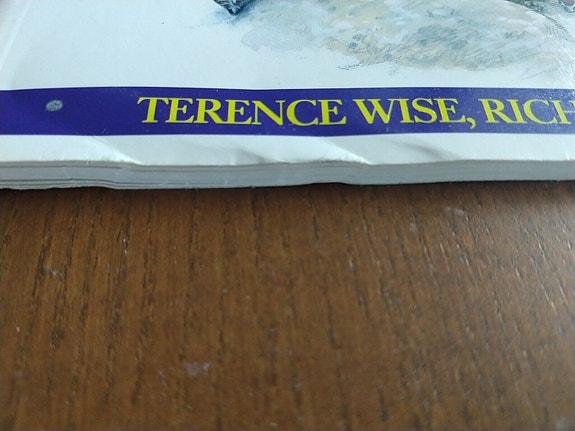 TERENCE WISE, RICH